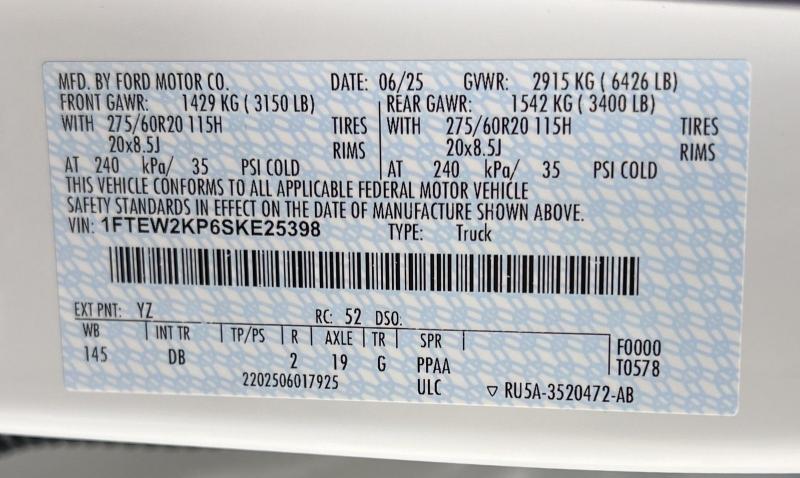 MFD. BY FORD MOTOR CO. DATE: 06/25 GVWR: 2915 KG ( 6426 LB)
FRONT GAWR: 1429 KG ( 3150 LB) REAR GAWR: 1542 KG ( 3400 LB)
WITH 275/60R20 115H TIRES WITH 275/60R20 115H TIRES
20x8.5J RIMS 20x8.5J RIMS
AT 240 kPa/ 35 PSI COLD AT 240 kPa/ 35 PSI COLD
THIS VEHICLE CONFORMS TO ALL APPLICABLE FEDERAL MOTOR VEHICLE
SAFETY STANDARDS IN EFFECT ON THE DATE OF MANUFACTURE SHOWN ABOVE.
VIN: 1FTEW2KP6SKE25398 TYPE: Truck
EXT PNT: YZ RC: 52 DSO:
WB INT TR TP/PS R AXLE TR SPR F0000
145 DB 2 19 G PPAA T0578
2202506017925 ULC ▽ RU5A-3520472-AB